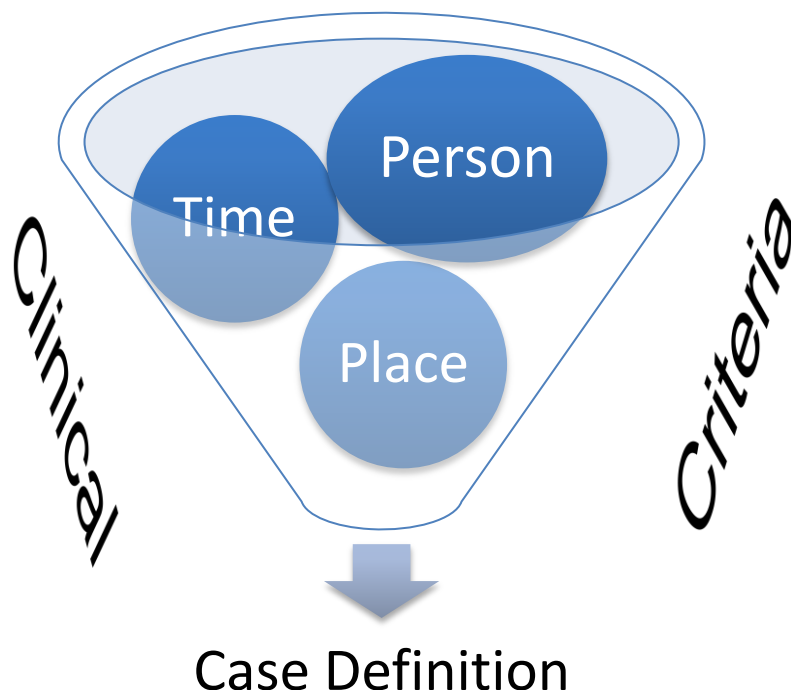 Person
Time
Place
Clinical
Criteria
Case Definition